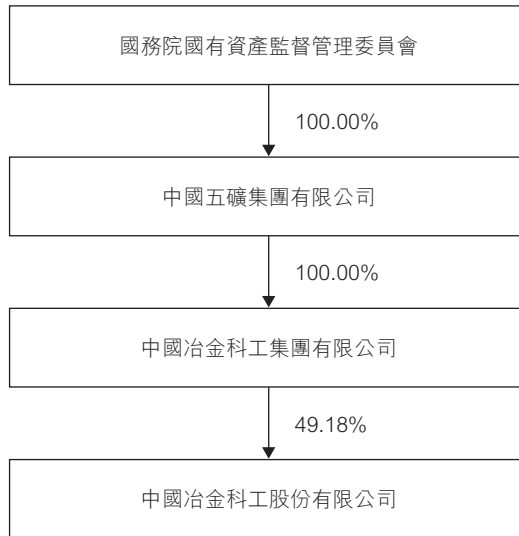 國務院國有資產監督管理委員會
100.00%
中國五礦集團有限公司
100.00%
中國冶金科工集團有限公司
49.18%
中國冶金科工股份有限公司